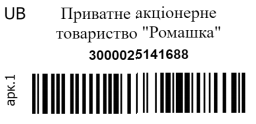 UB
Приватне акціонерне
товариство "Ромашка"
3000025141688
арк.1